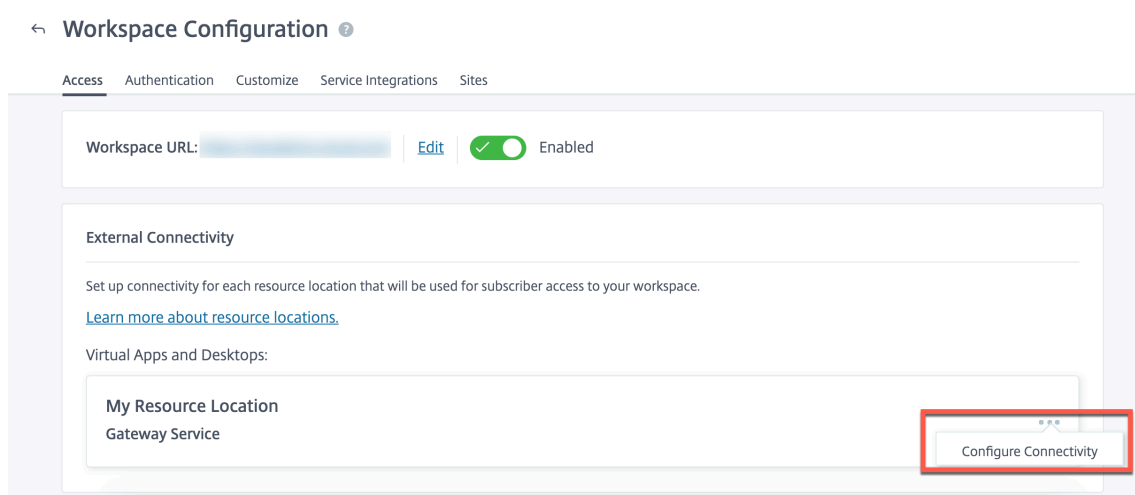 Workspace Configuration ?
Access Authentication Customize Service Integrations Sites
Workspace URL: Edit Enabled
External Connectivity
Set up connectivity for each resource location that will be used for subscriber access to your workspace.
Learn more about resource locations.
Virtual Apps and Desktops:
My Resource Location
Gateway Service
Configure Connectivity